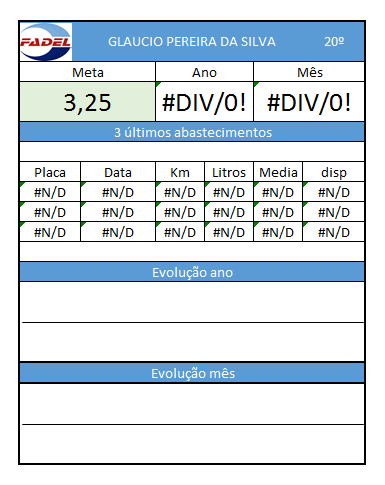 FADEL GLAUCIO PEREIRA DA SILVA 20º
Meta Ano Mês
3,25 #DIV/0! #DIV/0!
3 últimos abastecimentos
Placa Data Km Litros Media disp
#N/D #N/D #N/D #N/D #N/D #N/D
#N/D #N/D #N/D #N/D #N/D #N/D
#N/D #N/D #N/D #N/D #N/D #N/D
Evolução ano
Evolução mês